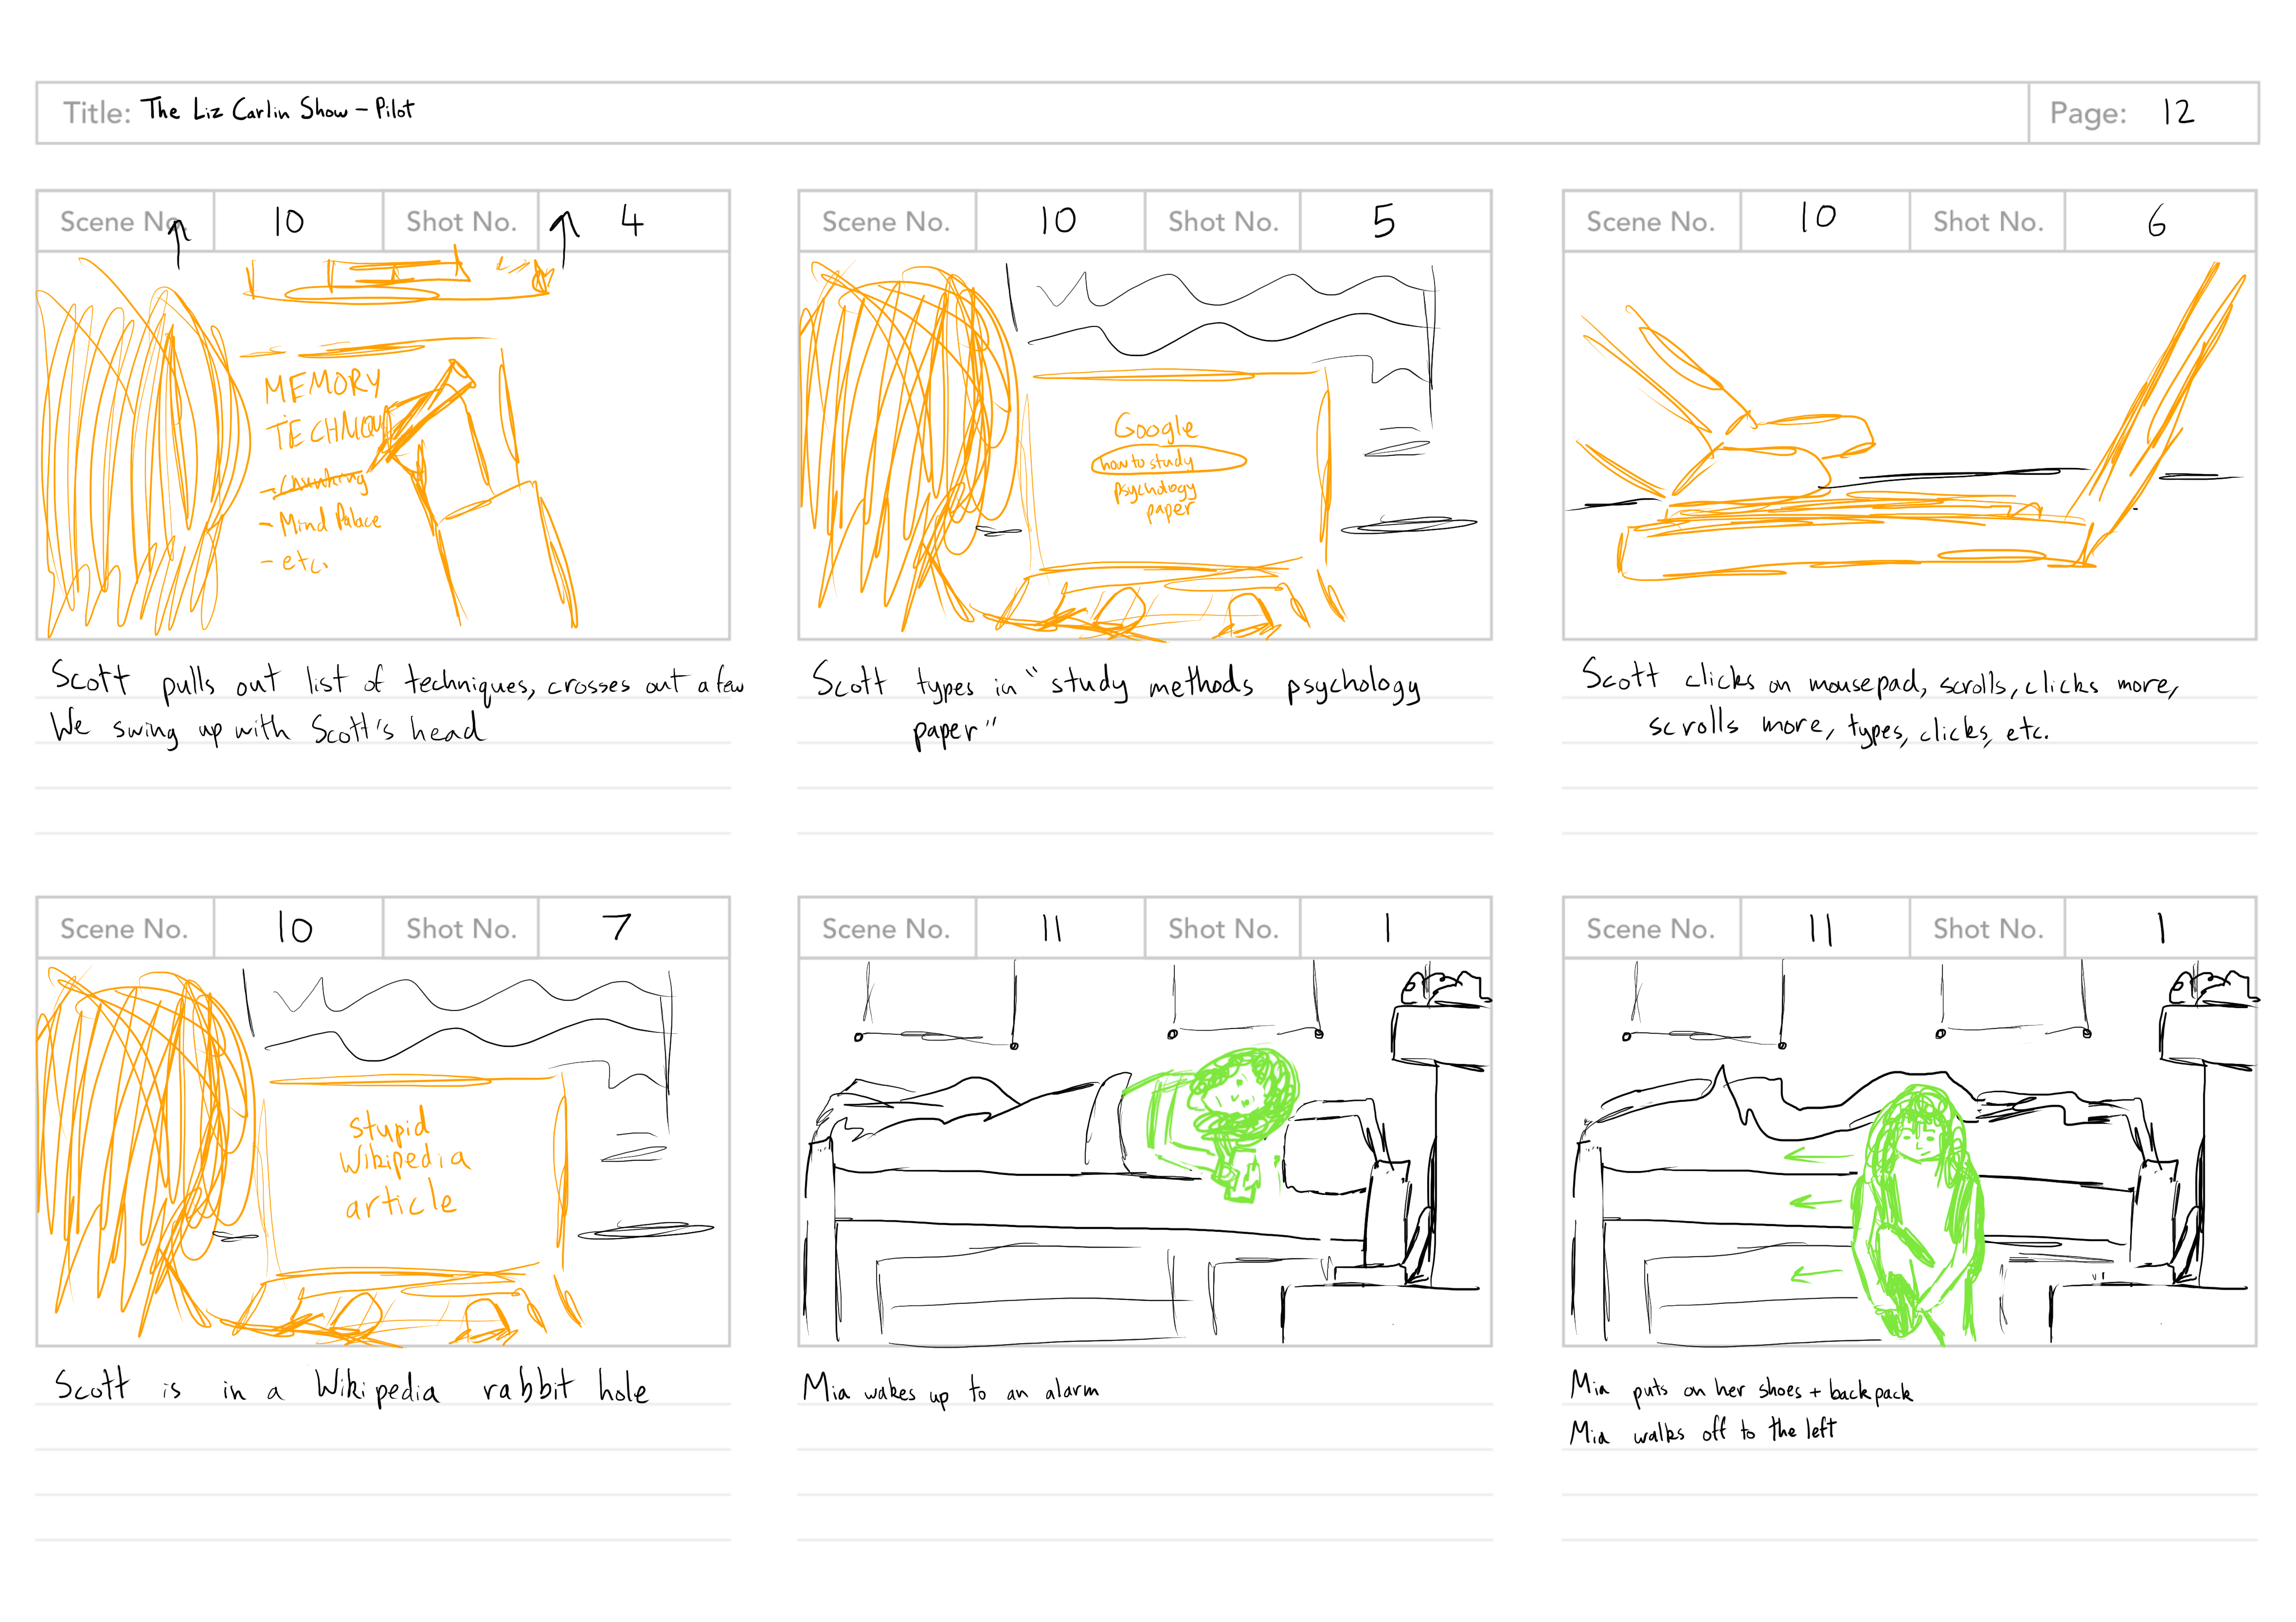 Title: The Liz Carlin Show – Pilot
Page: 12
Scene No. 10 Shot No. 4
MEMORY
TECHNIQU
- Chunking
- Mind Palace
- etc.
Scott pulls out list of techniques, crosses out a few
We swing up with Scott's head
Scene No. 10 Shot No. 5
Google
how to study
psychology
paper
Scott types in "study methods psychology
paper"
Scene No. 10 Shot No. 6
Scott clicks on mousepad, scrolls, clicks more,
scrolls more, types, clicks, etc.
Scene No. 10 Shot No. 7
stupid
Wikipedia
article
Scott is in a Wikipedia rabbit hole
Scene No. 11 Shot No. 1
Mia wakes up to an alarm
Scene No. 11 Shot No. 1
Mia puts on her shoes + backpack
Mia walks off to the left